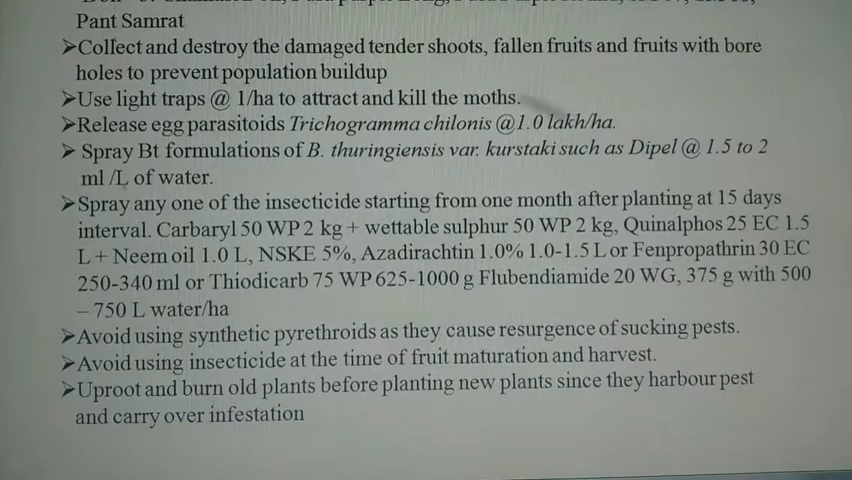 Pant Samrat
➢Collect and destroy the damaged tender shoots, fallen fruits and fruits with bore
holes to prevent population buildup
➢Use light traps @ 1/ha to attract and kill the moths.
➢Release egg parasitoids Trichogramma chilonis @1.0 lakh/ha.
➢ Spray Bt formulations of B. thuringiensis var. kurstaki such as Dipel @ 1.5 to 2
ml /L of water.
➢Spray any one of the insecticide starting from one month after planting at 15 days
interval. Carbaryl 50 WP 2 kg + wettable sulphur 50 WP 2 kg, Quinalphos 25 EC 1.5
L + Neem oil 1.0 L, NSKE 5%, Azadirachtin 1.0% 1.0-1.5 L or Fenpropathrin 30 EC
250-340 ml or Thiodicarb 75 WP 625-1000 g Flubendiamide 20 WG, 375 g with 500
– 750 L water/ha
➢Avoid using synthetic pyrethroids as they cause resurgence of sucking pests.
➢Avoid using insecticide at the time of fruit maturation and harvest.
➢Uproot and burn old plants before planting new plants since they harbour pest
and carry over infestation